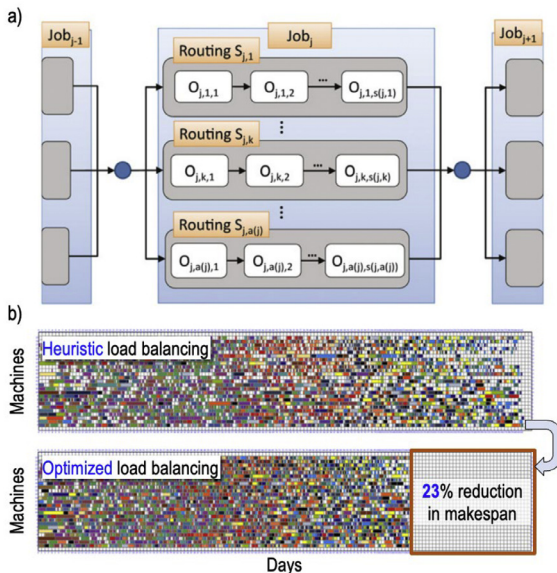 a)
Job_{j-1}
Job_j
Job_{j+1}
Routing S_{j,1}
O_{j,1,1}
O_{j,1,2}
...
O_{j,1,s(j,1)}
⋮
Routing S_{j,k}
O_{j,k,1}
O_{j,k,2}
...
O_{j,k,s(j,k)}
⋮
Routing S_{j,a(j)}
O_{j,a(j),1}
O_{j,a(j),2}
...
O_{j,a(j),s(j,a(j))}
b)
Machines
Heuristic load balancing
Machines
Optimized load balancing
23% reduction
in makespan
Days